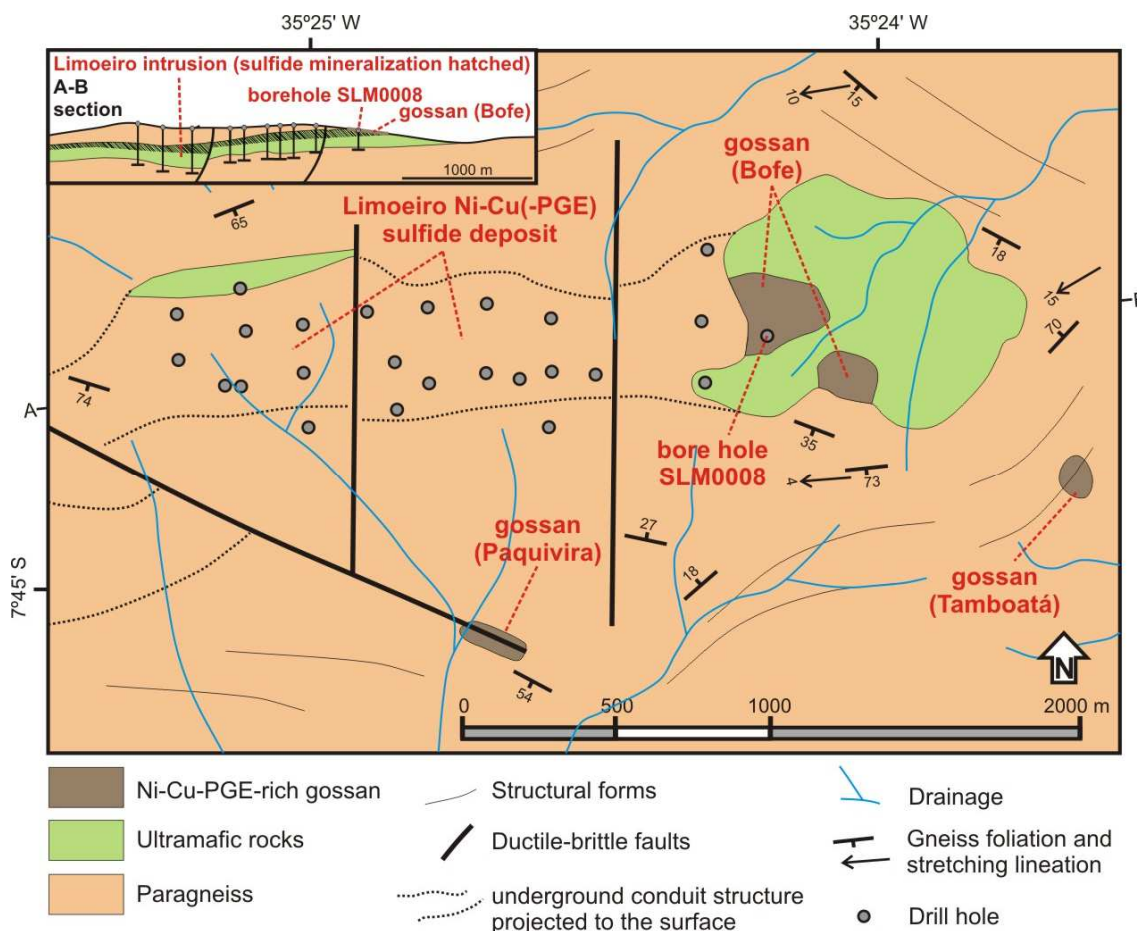 35º25' W
35º24' W
Limoeiro intrusion (sulfide mineralization hatched)
A-B
section
borehole SLM0008
gossan (Bofe)
1000 m
10
15
gossan
(Bofe)
65
Limoeiro Ni-Cu(-PGE)
sulfide deposit
18
15
70
74
A
35
bore hole
SLM0008
4
73
gossan
(Paquivira)
27
18
7º45' S
gossan
(Tamboatá)
54
N
0
500
1000
2000 m
Ni-Cu-PGE-rich gossan
Ultramafic rocks
Paragneiss
Structural forms
Ductile-brittle faults
underground conduit structure
projected to the surface
Drainage
Gneiss foliation and
stretching lineation
Drill hole